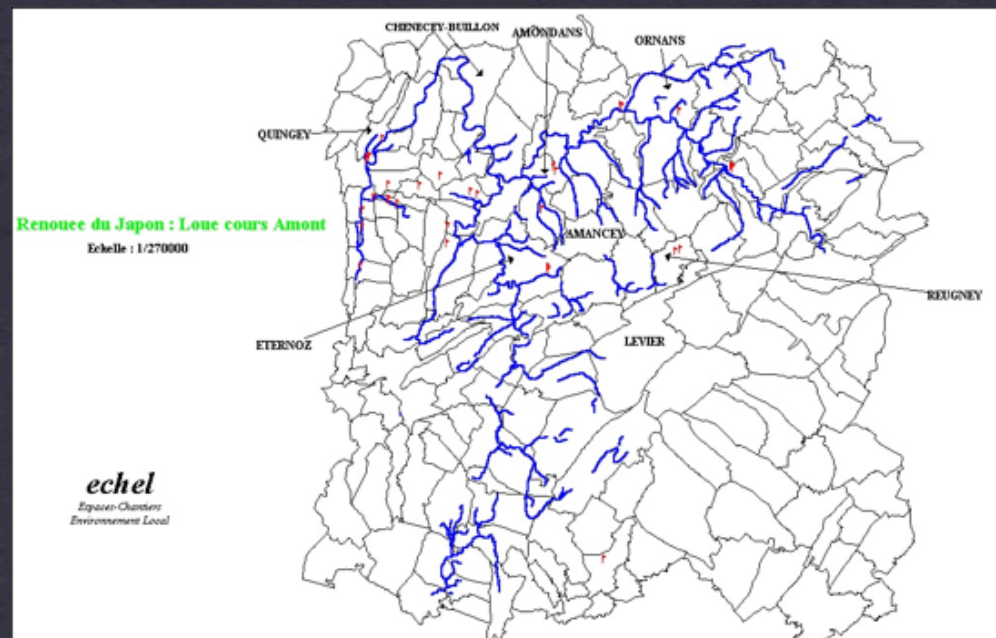 CHENECEY-BUILLON
AMONDANS
ORNANS
QUINGEY
Renouee du Japon : Loue cours Amont
Echelle : 1/270000
AMANCEY
REUGNEY
ETERNOZ
LEVIER
echel
Espaces-Chantiers
Environnement Local